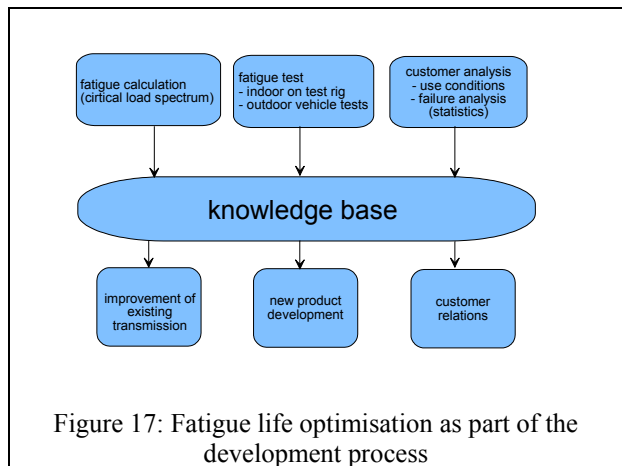 fatigue calculation
(cirtical load spectrum)
fatigue test
- indoor on test rig
- outdoor vehicle tests
customer analysis
- use conditions
- failure analysis
(statistics)
knowledge base
improvement of
existing
transmission
new product
development
customer
relations
Figure 17: Fatigue life optimisation as part of the
development process